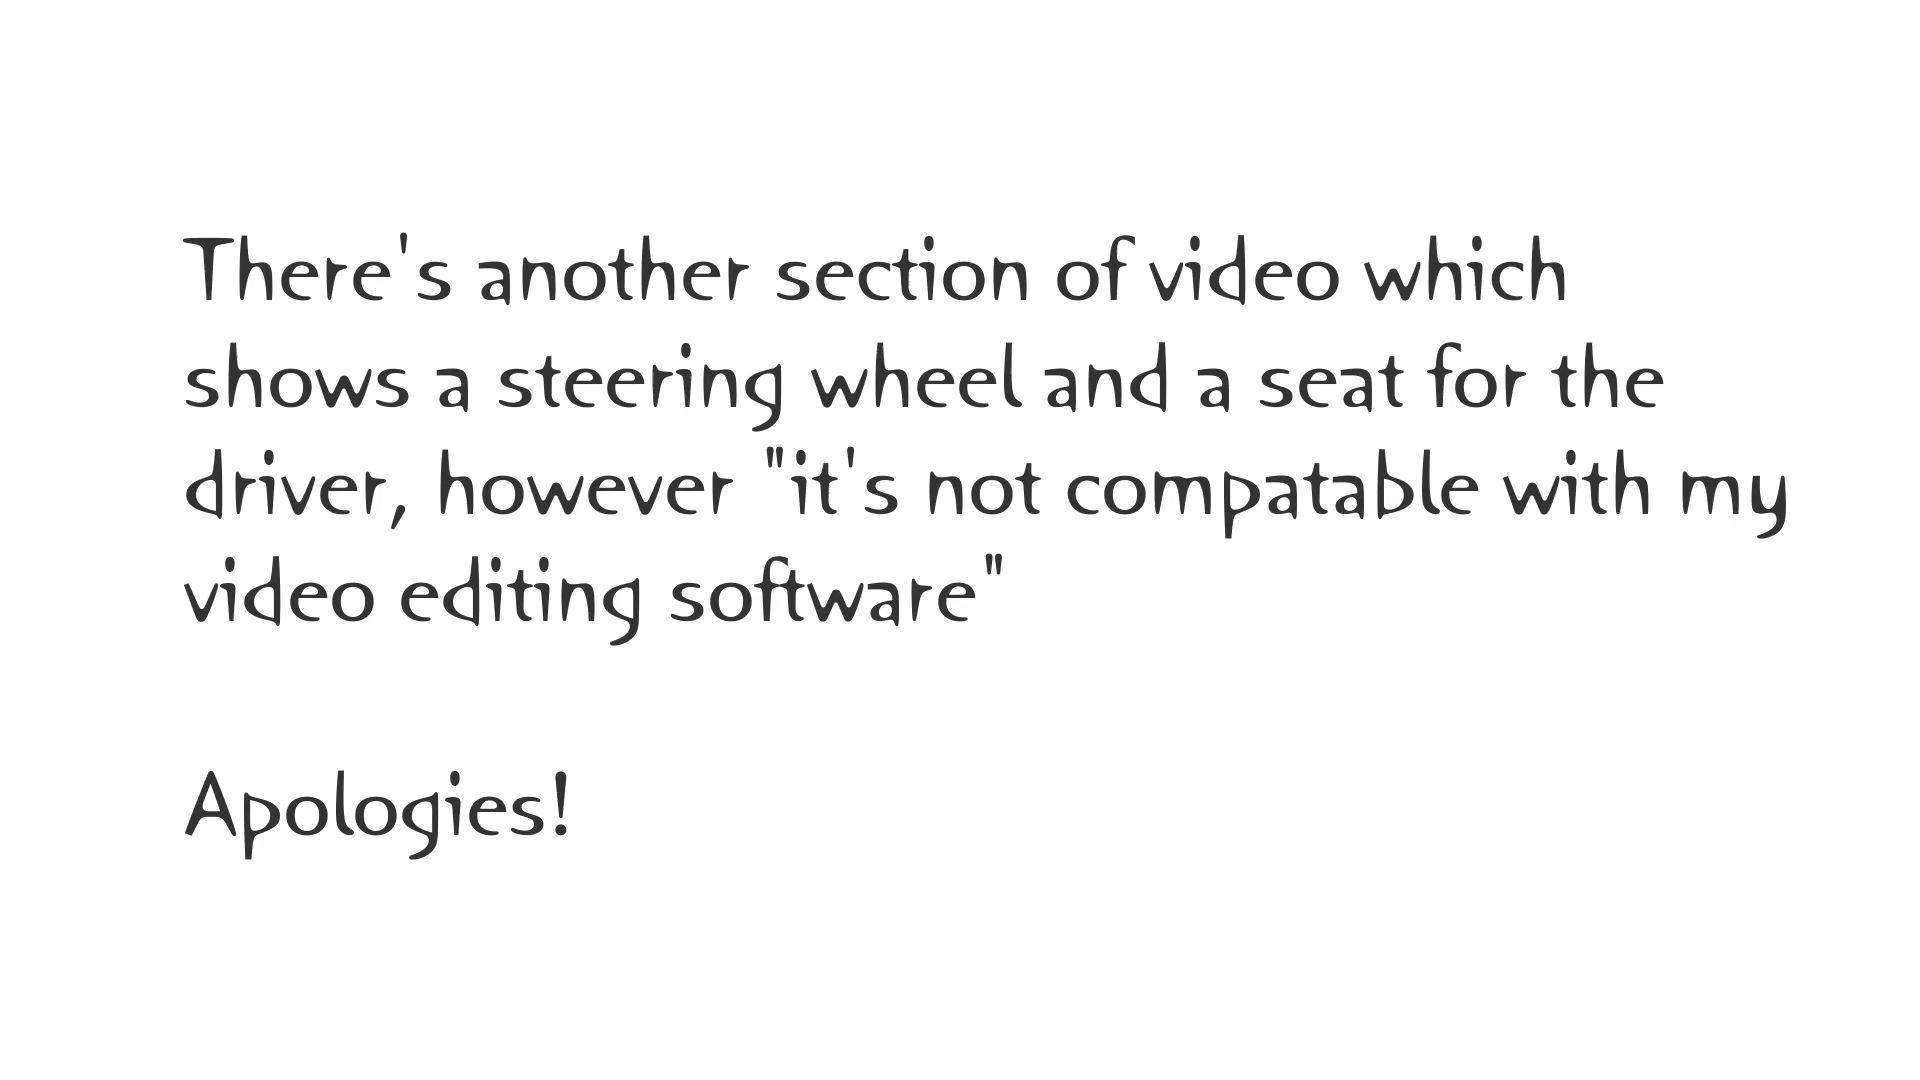 There's another section of video which
shows a steering wheel and a seat for the
driver, however "it's not compatable with my
video editing software"
Apologies!